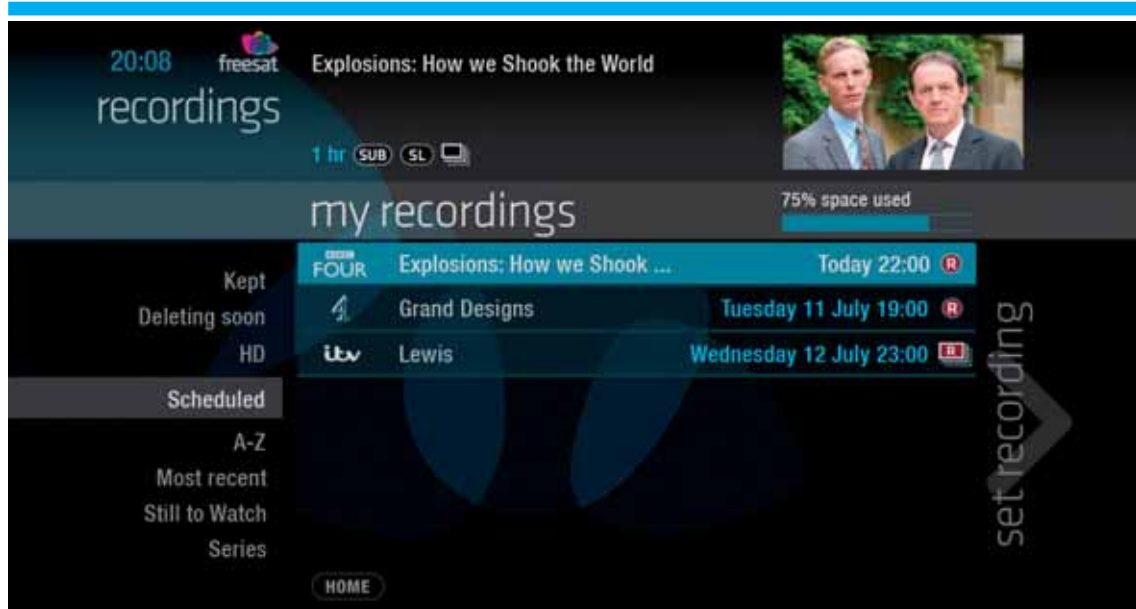 20:08 freesat
recordings
Explosions: How we Shook the World
1 hr SUB SL
my recordings
75% space used
Kept
Deleting soon
HD
Scheduled
A-Z
Most recent
Still to Watch
Series
BBC FOUR Explosions: How we Shook ... Today 22:00 R
4 Grand Designs Tuesday 11 July 19:00 R
itv Lewis Wednesday 12 July 23:00 R
set recording
HOME